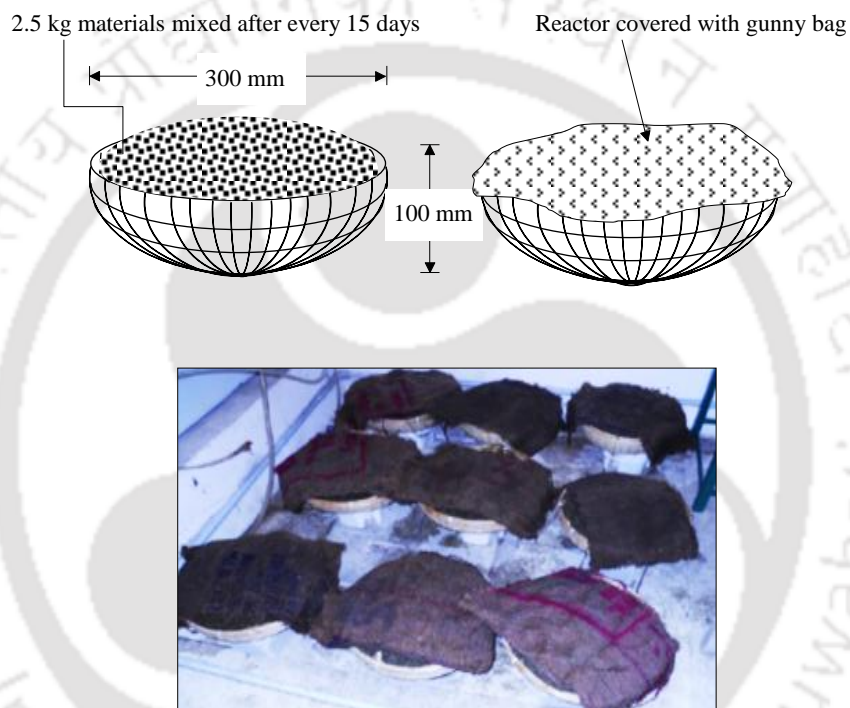 2.5 kg materials mixed after every 15 days
Reactor covered with gunny bag
300 mm
100 mm